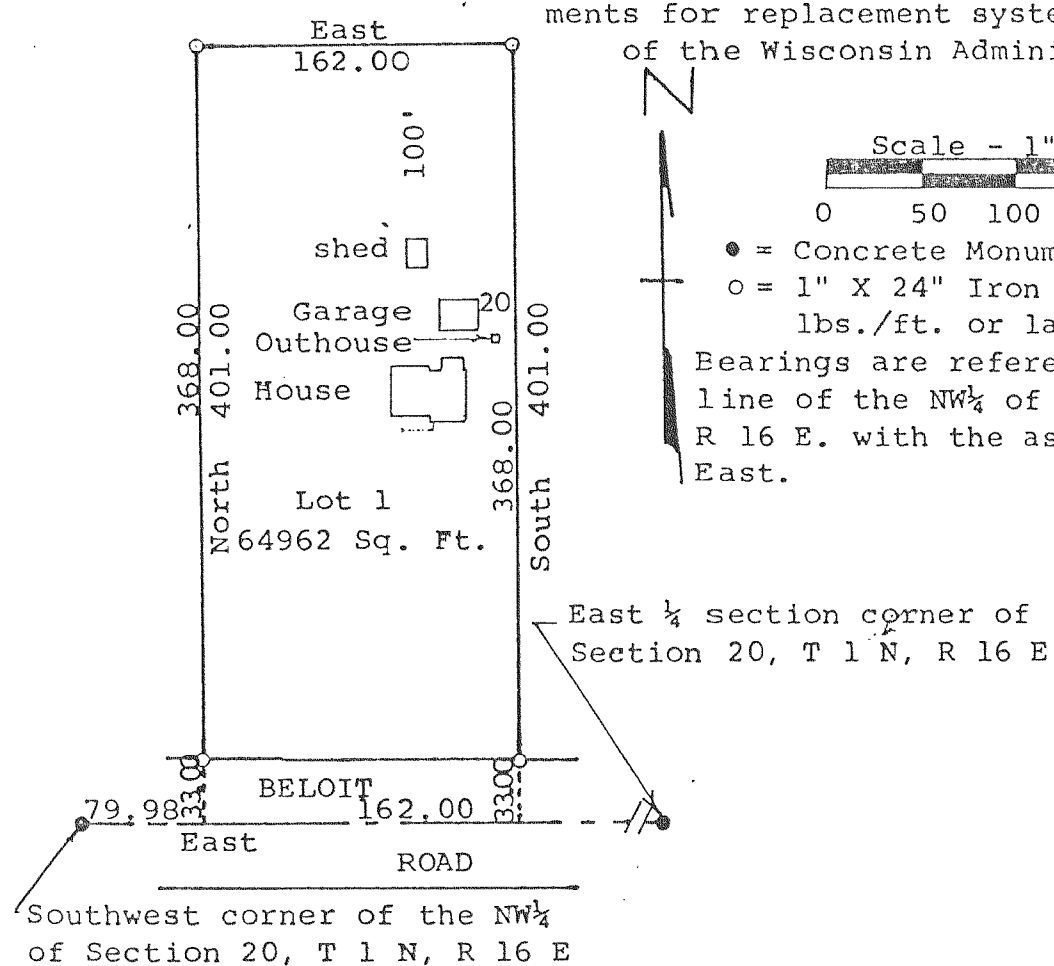 ments for replacement syste
of the Wisconsin Admini
East
162.00
N
100'
Scale - 1"
0 50 100
shed
● = Concrete Monum
○ = 1" X 24" Iron
lbs./ft. or la
Garage
20
Outhouse
House
368.00
401.00
368.00
401.00
Bearings are refere
line of the NW¼ of
R 16 E. with the as
East.
North
South
Lot 1
64962 Sq. Ft.
East ¼ section corner of
Section 20, T 1 N, R 16 E
33.00
33.00
BELOIT
79.98
162.00
East
ROAD
Southwest corner of the NW¼
of Section 20, T 1 N, R 16 E